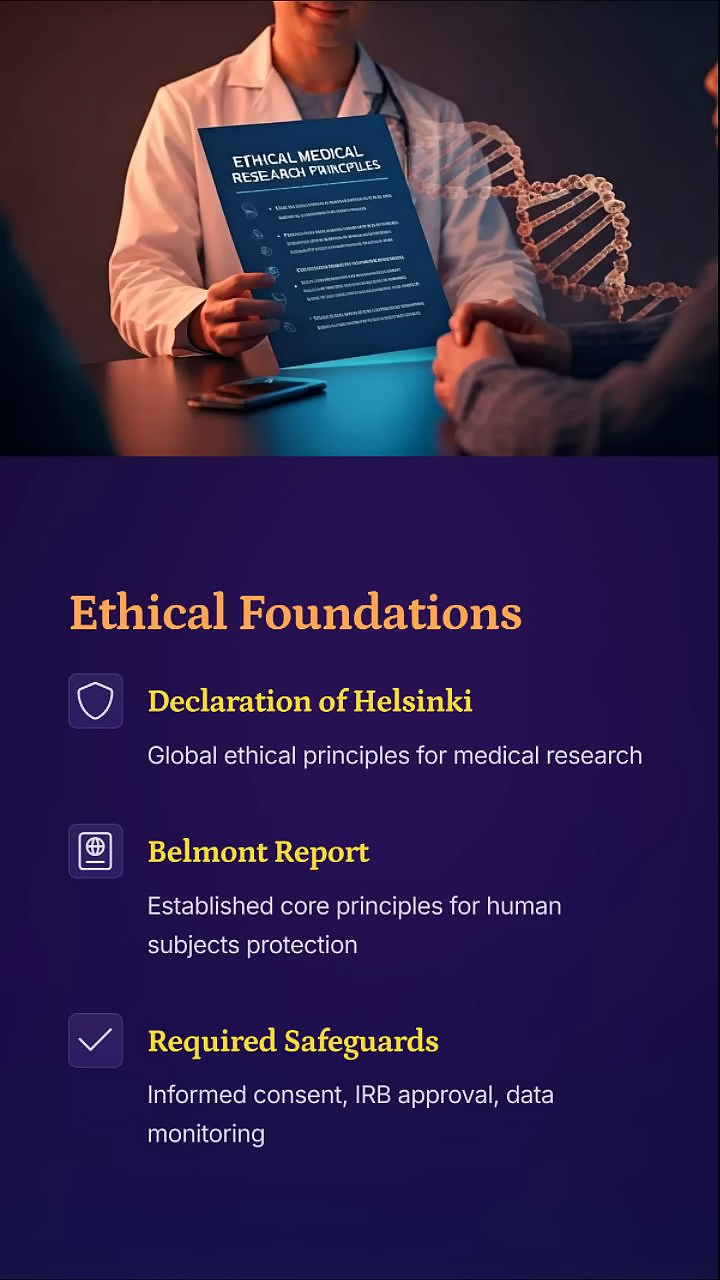 ETHICAL MEDICAL
RESEARCH
Ethical Foundations
Declaration of Helsinki
Global ethical principles for medical research
Belmont Report
Established core principles for human
subjects protection
Required Safeguards
Informed consent, IRB approval, data
monitoring